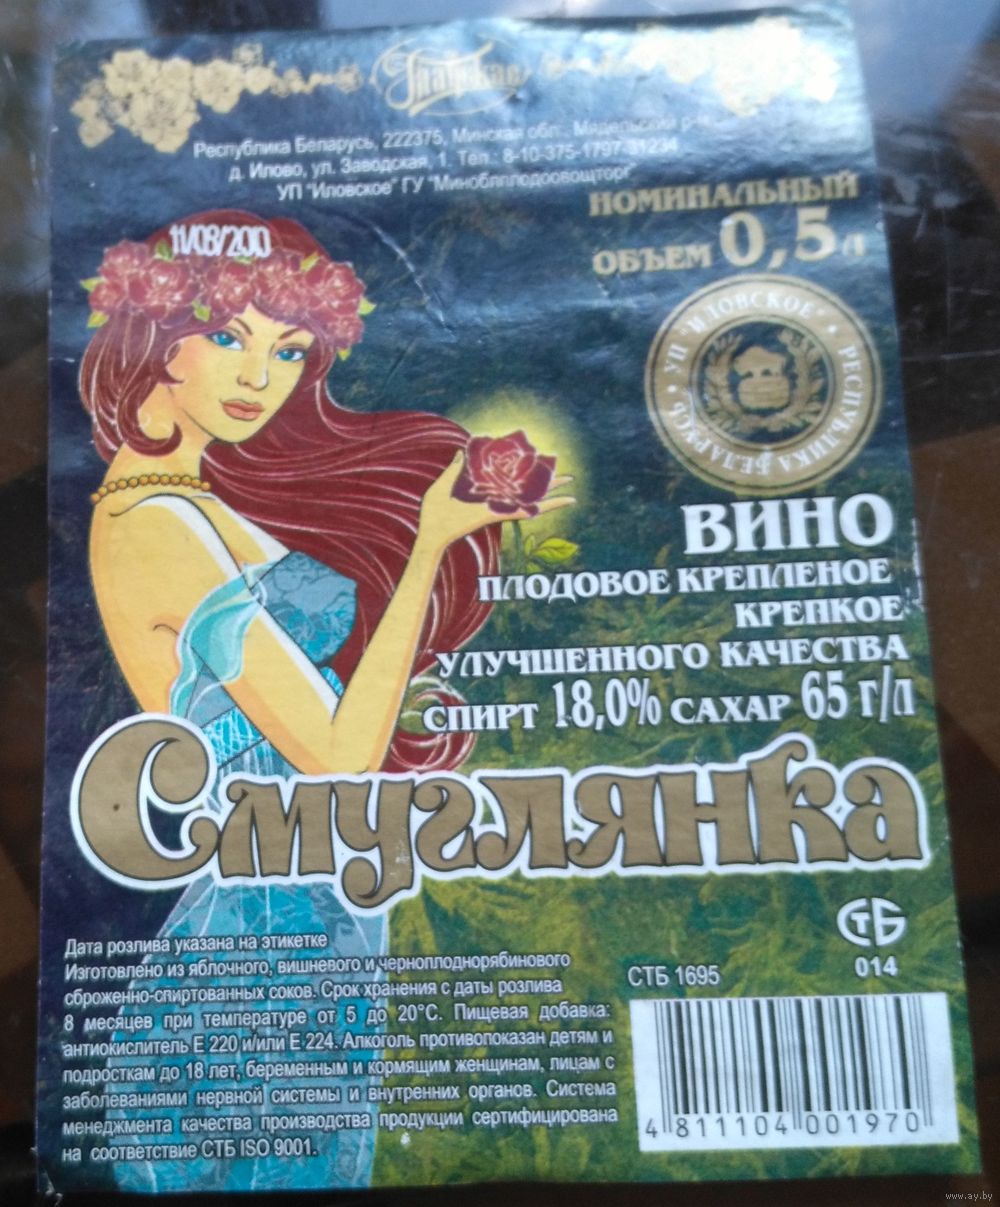 Республика Беларусь, 222375, Минская обл., Мядельский р-н
д. Илово, ул. Заводская, 1. Тел.: 8-10-375-1797-31234
УП "Иловское" ГУ "Миноблплодоовощторг"
НОМИНАЛЬНЫЙ
ОБЪЕМ 0,5 л
11/08/2010
УП "ИЛОВСКОЕ" • РЕСПУБЛИКА БЕЛАРУСЬ •
ВИНО
ПЛОДОВОЕ КРЕПЛЕНОЕ
КРЕПКОЕ
УЛУЧШЕННОГО КАЧЕСТВА
СПИРТ 18,0% САХАР 65 г/л
Смуглянка
Дата розлива указана на этикетке
Изготовлено из яблочного, вишневого и черноплоднорябинового
сброженно-спиртованных соков. Срок хранения с даты розлива
8 месяцев при температуре от 5 до 20°С. Пищевая добавка:
антиокислитель Е 220 и/или Е 224. Алкоголь противопоказан детям и
подросткам до 18 лет, беременным и кормящим женщинам, лицам с
заболеваниями нервной системы и внутренних органов. Система
менеджмента качества производства продукции сертифицирована
на соответствие СТБ ISO 9001.
СТБ
014
СТБ 1695
4 811104 001970
www.ay.by